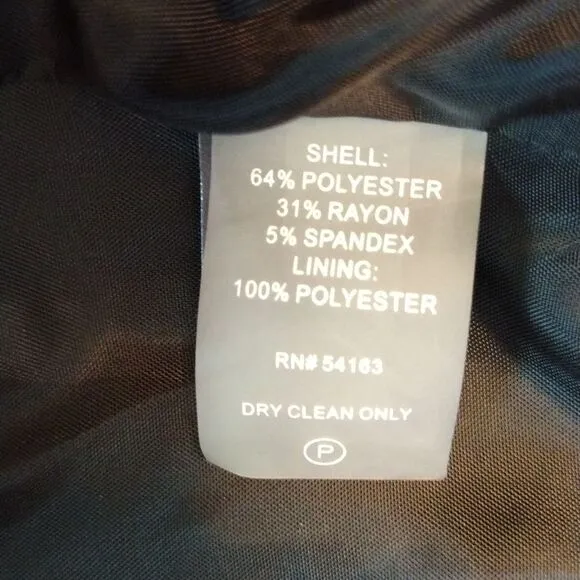 SHELL:
64% POLYESTER
31% RAYON
5% SPANDEX
LINING:
100% POLYESTER
RN# 54163
DRY CLEAN ONLY
P